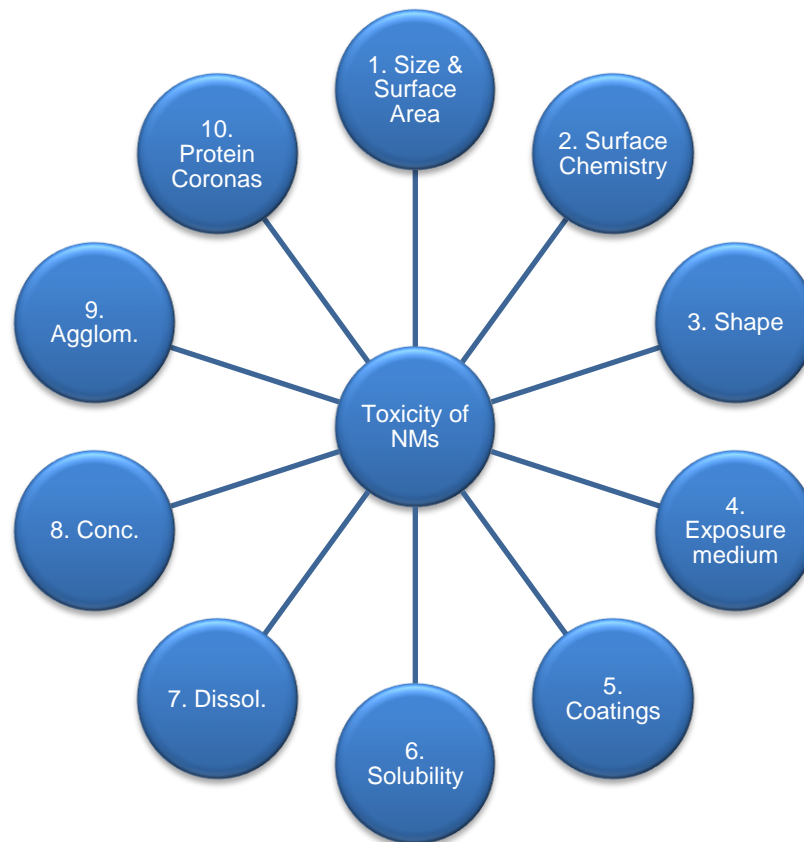 1. Size &
Surface
Area
2. Surface
Chemistry
3. Shape
4.
Exposure
medium
5.
Coatings
6.
Solubility
7. Dissol.
8. Conc.
9.
Agglom.
10.
Protein
Coronas
Toxicity of
NMs